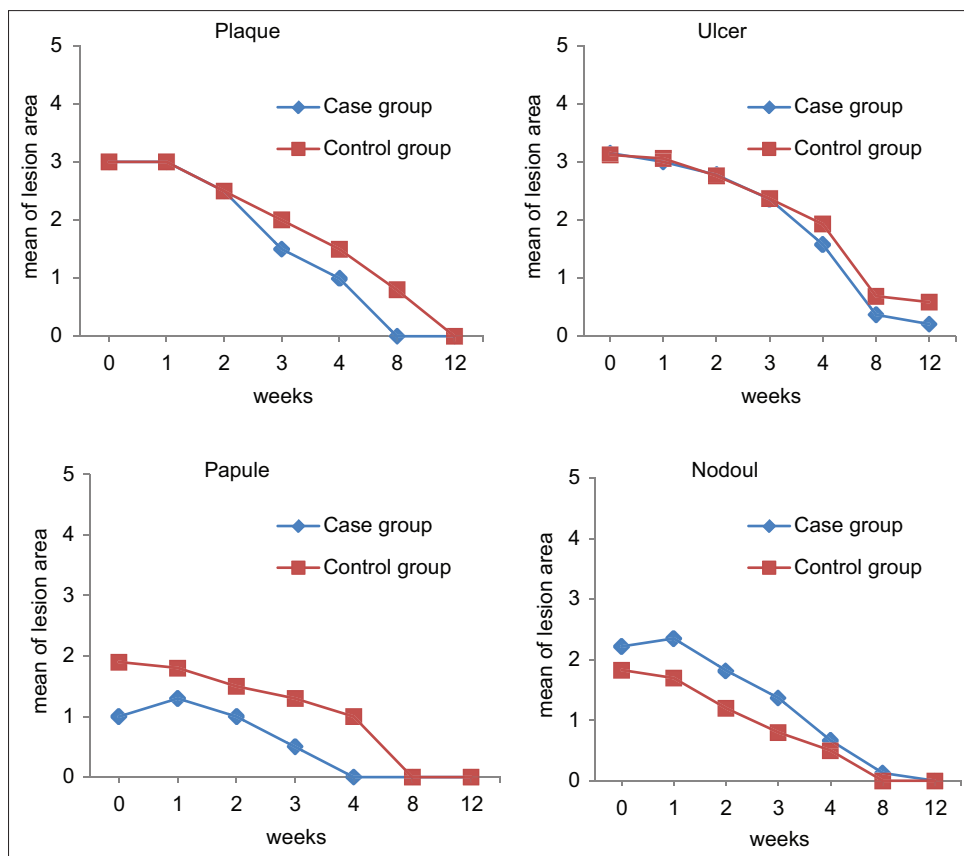 Plaque
5
4
3
2
1
0
mean of lesion area
Case group
Control group
0 1 2 3 4 8 12
weeks
Ulcer
5
4
3
2
1
0
mean of lesion area
Case group
Control group
0 1 2 3 4 8 12
weeks
Papule
5
4
3
2
1
0
mean of lesion area
Case group
Control group
0 1 2 3 4 8 12
weeks
Nodoul
5
4
3
2
1
0
mean of lesion area
Case group
Control group
0 1 2 3 4 8 12
weeks